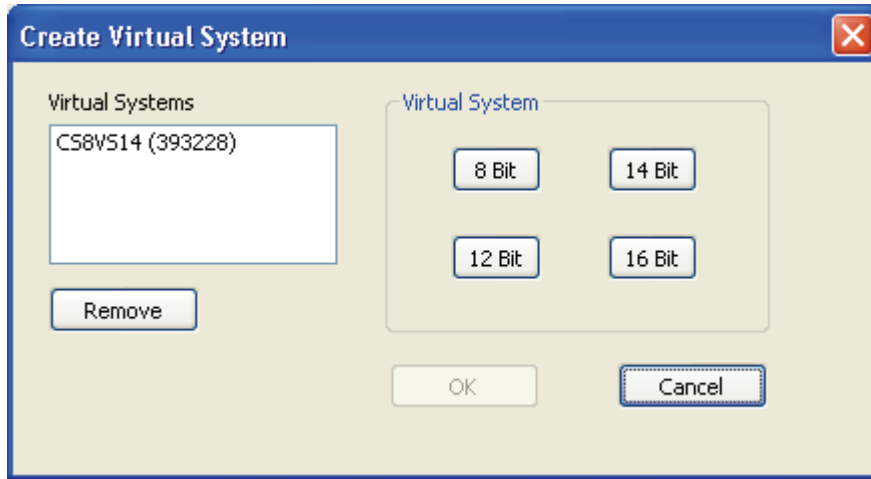 Create Virtual System
Virtual Systems
CS8VS14 (393228)
Remove
Virtual System
8 Bit
14 Bit
12 Bit
16 Bit
OK
Cancel